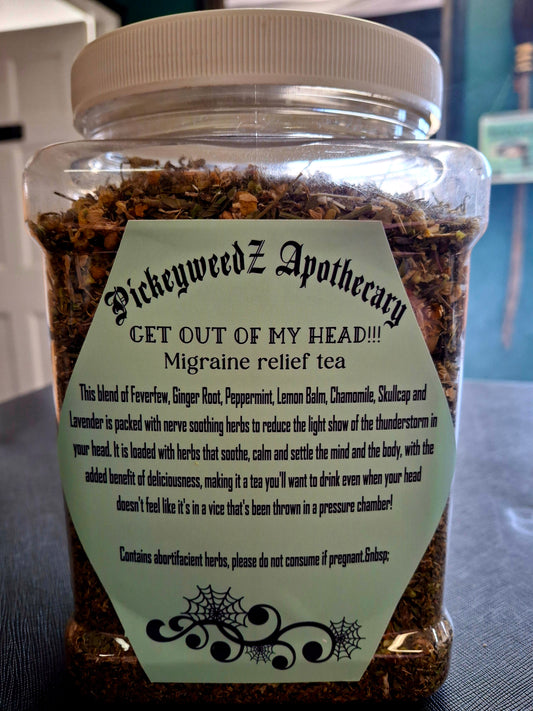 PickeyweedZ Apothecary
GET OUT OF MY HEAD!!!
Migraine relief tea
This blend of Feverfew, Ginger Root, Peppermint, Lemon Balm, Chamomile, Skullcap and
Lavender is packed with nerve soothing herbs to reduce the light show of the thunderstorm in
your head. It is loaded with herbs that soothe, calm and settle the mind and the body, with the
added benefit of deliciousness, making it a tea you'll want to drink even when your head
doesn't feel like it's in a vice that's been thrown in a pressure chamber!
Contains abortifacient herbs, please do not consume if pregnant.&nbsp;